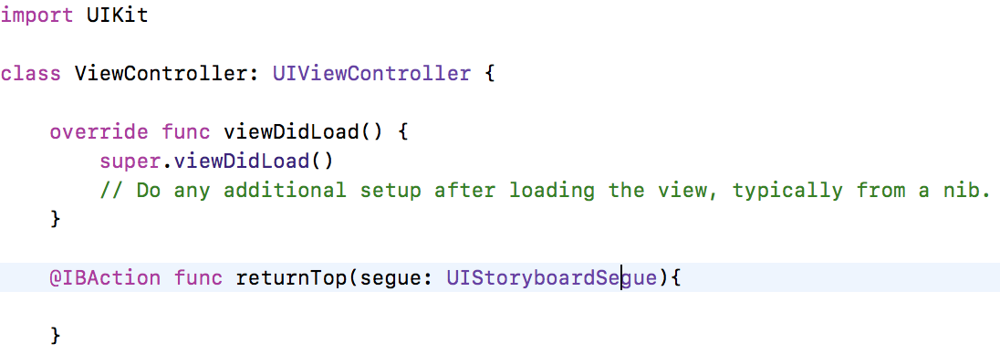 import UIKit
class ViewController: UIViewController {
override func viewDidLoad() {
super.viewDidLoad()
// Do any additional setup after loading the view, typically from a nib.
}
@IBAction func returnTop(segue: UIStoryboardSegue){
}